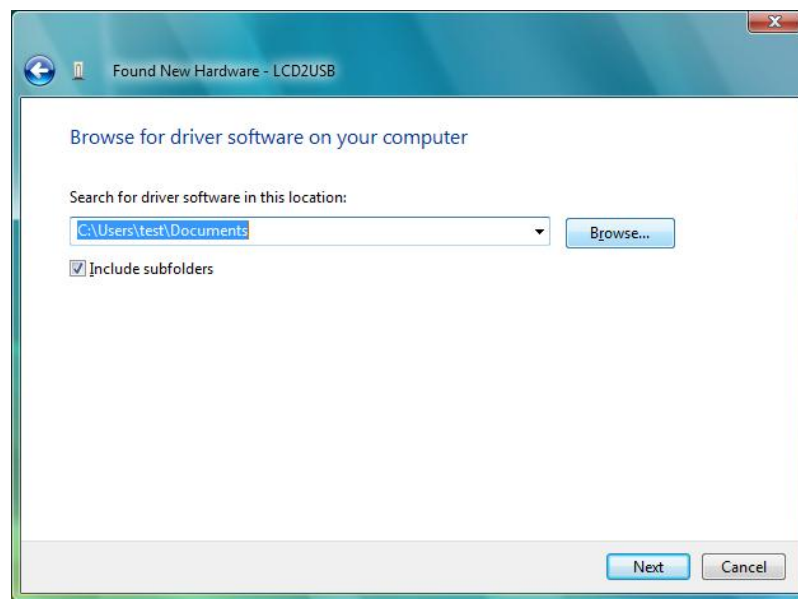 Found New Hardware - LCD2USB
Browse for driver software on your computer
Search for driver software in this location:
C:\Users\test\Documents
Browse...
Include subfolders
Next
Cancel